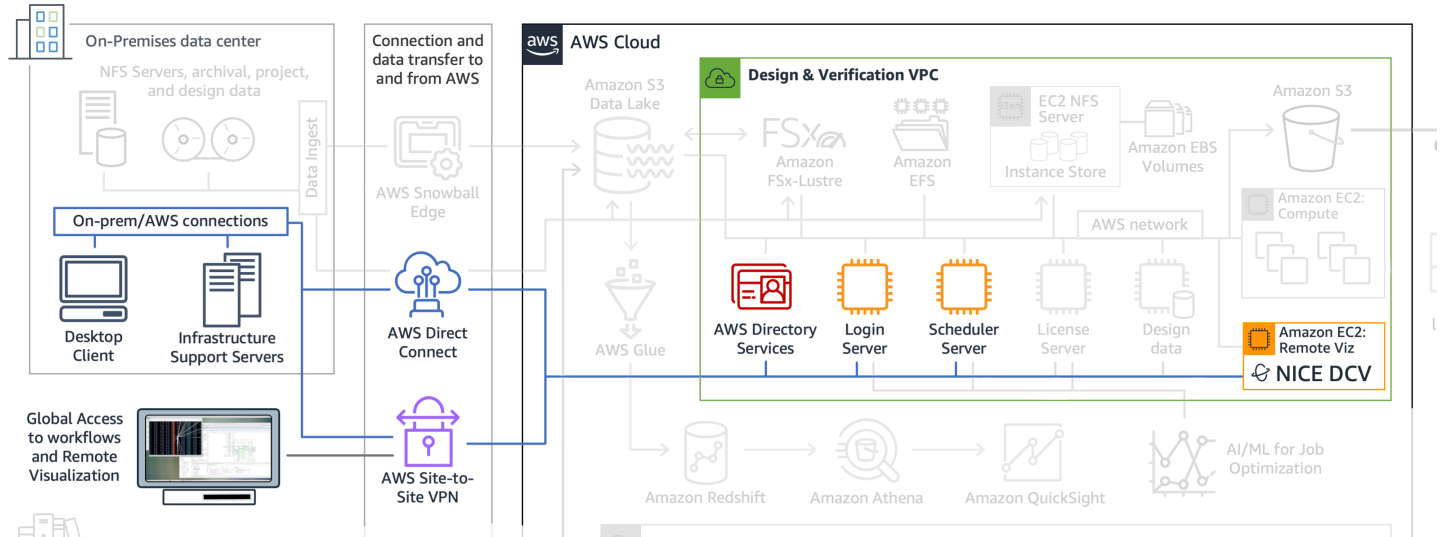 On-Premises data center
NFS Servers, archival, project,
and design data
Data Ingest
On-prem/AWS connections
Desktop
Client
Infrastructure
Support Servers
Global Access
to workflows
and Remote
Visualization
Connection and
data transfer to
and from AWS
AWS Snowball
Edge
AWS Direct
Connect
AWS Site-to-
Site VPN
aws
AWS Cloud
Amazon S3
Data Lake
AWS Glue
Design & Verification VPC
FSx
Amazon
FSx-Lustre
Amazon
EFS
EC2 NFS
Server
Instance Store
Amazon EBS
Volumes
Amazon S3
AWS network
Amazon EC2:
Compute
AWS Directory
Services
Login
Server
Scheduler
Server
License
Server
Design
data
Amazon EC2:
Remote Viz
NICE DCV
Amazon Redshift
Amazon Athena
Amazon QuickSight
AI/ML for Job
Optimization